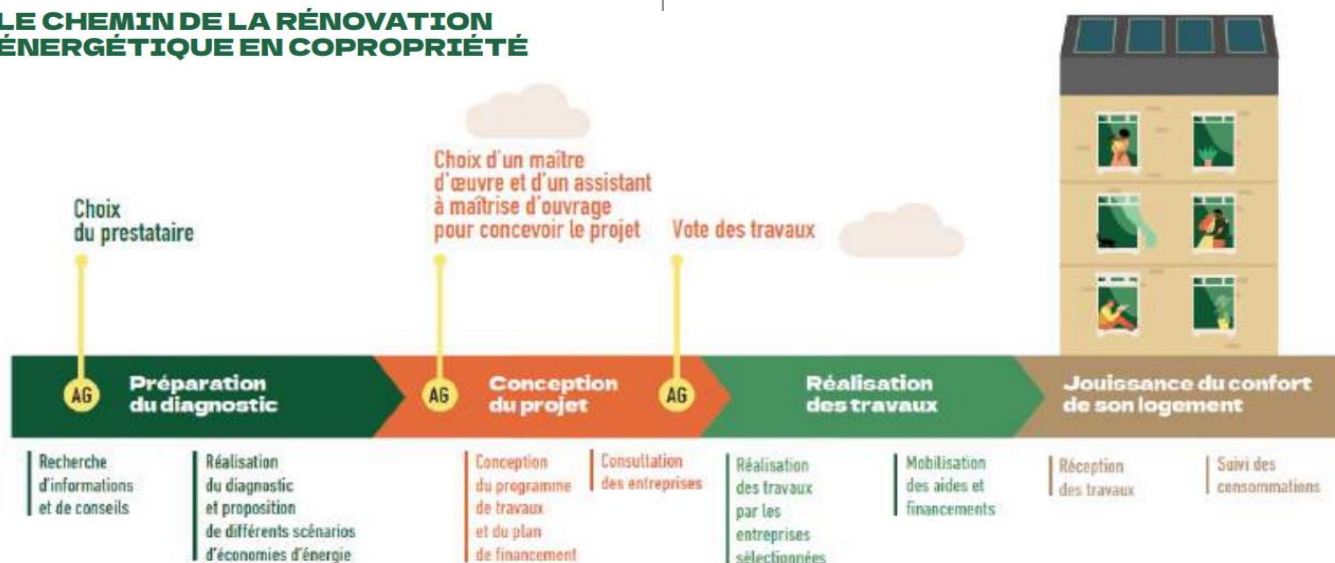 LE CHEMIN DE LA RÉNOVATION
ÉNERGÉTIQUE EN COPROPRIÉTÉ
Choix
du prestataire
Choix d'un maître
d'œuvre et d'un assistant
à maîtrise d'ouvrage
pour concevoir le projet
Vote des travaux
AG
Préparation
du diagnostic
AG
Conception
du projet
AG
Réalisation
des travaux
Jouissance du confort
de son logement
Recherche
d'informations
et de conseils
Réalisation
du diagnostic
et proposition
de différents scénarios
d'économies d'énergie
Conception
du programme
de travaux
et du plan
de financement
Consultation
des entreprises
Réalisation
des travaux
par les
entreprises
sélectionnées
Mobilisation
des aides et
financements
Réception
des travaux
Suivi des
consommations